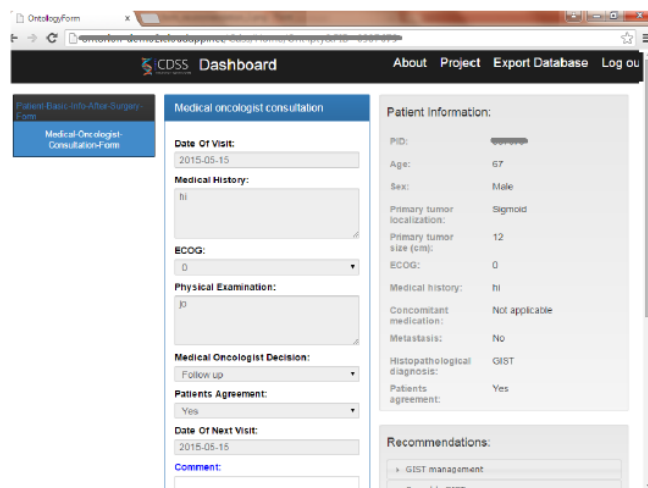 OntologyForm
CDSS Dashboard
About Project Export Database Log ou
Patient-Basic-Info-After-Surgery-
Form
Medical-Oncologist-
Consultation-Form
Medical oncologist consultation
Date Of Visit:
2015-05-15
Medical History:
hi
ECOG:
0
Physical Examination:
jo
Medical Oncologist Decision:
Follow up
Patients Agreement:
Yes
Date Of Next Visit:
2015-05-15
Comment:
Patient Information:
PID:
Age: 67
Sex: Male
Primary tumor Sigmoid
localization:
Primary tumor 12
size (cm):
ECOG: 0
Medical history: hi
Concomitant Not applicable
medication:
Metastasis: No
Histopathological GIST
diagnosis:
Patients Yes
agreement:
Recommendations:
GIST management